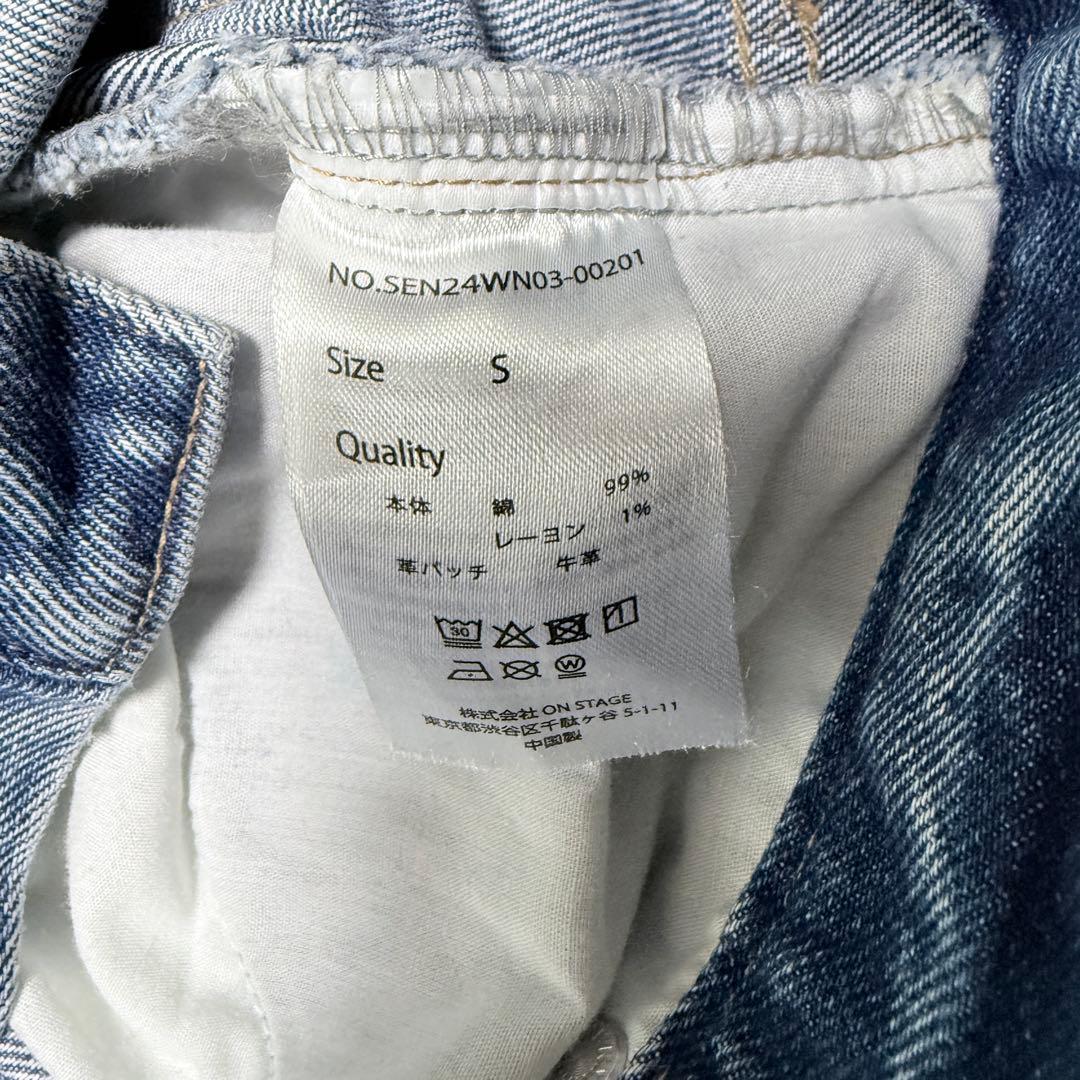 NO.SEN24WN03-00201
Size S
Quality
本体 綿 99%
レーヨン 1%
革パッチ 牛革
30
W
株式会社 ON STAGE
東京都渋谷区千駄ヶ谷 5-1-11
中国製